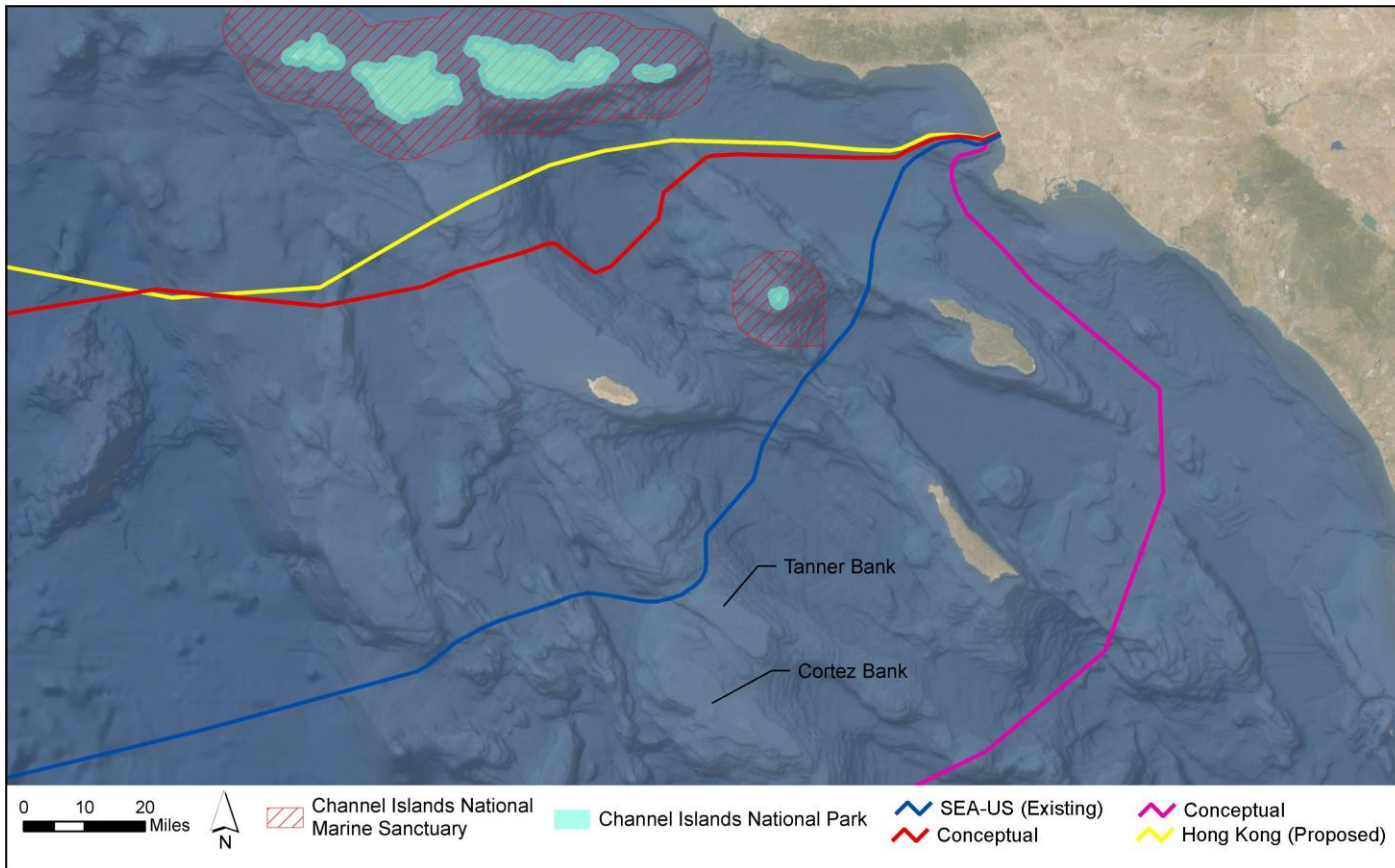 Tanner Bank
Cortez Bank
0 10 20
Miles
N
Channel Islands National
Marine Sanctuary
Channel Islands National Park
SEA-US (Existing)
Conceptual
Conceptual
Hong Kong (Proposed)